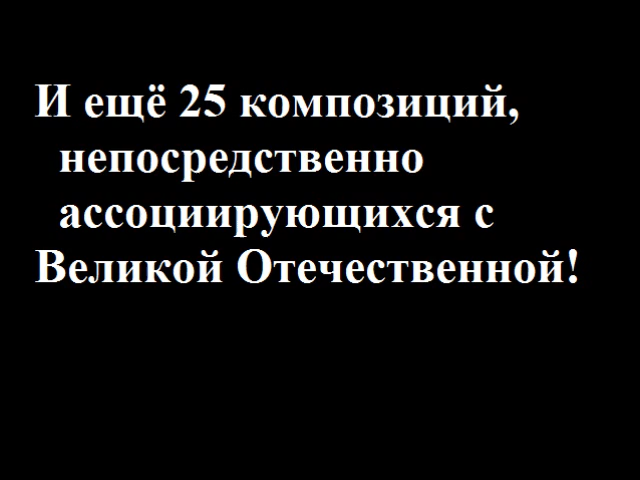 И ещё 25 композиций,
непосредственно
ассоциирующихся с
Великой Отечественной!